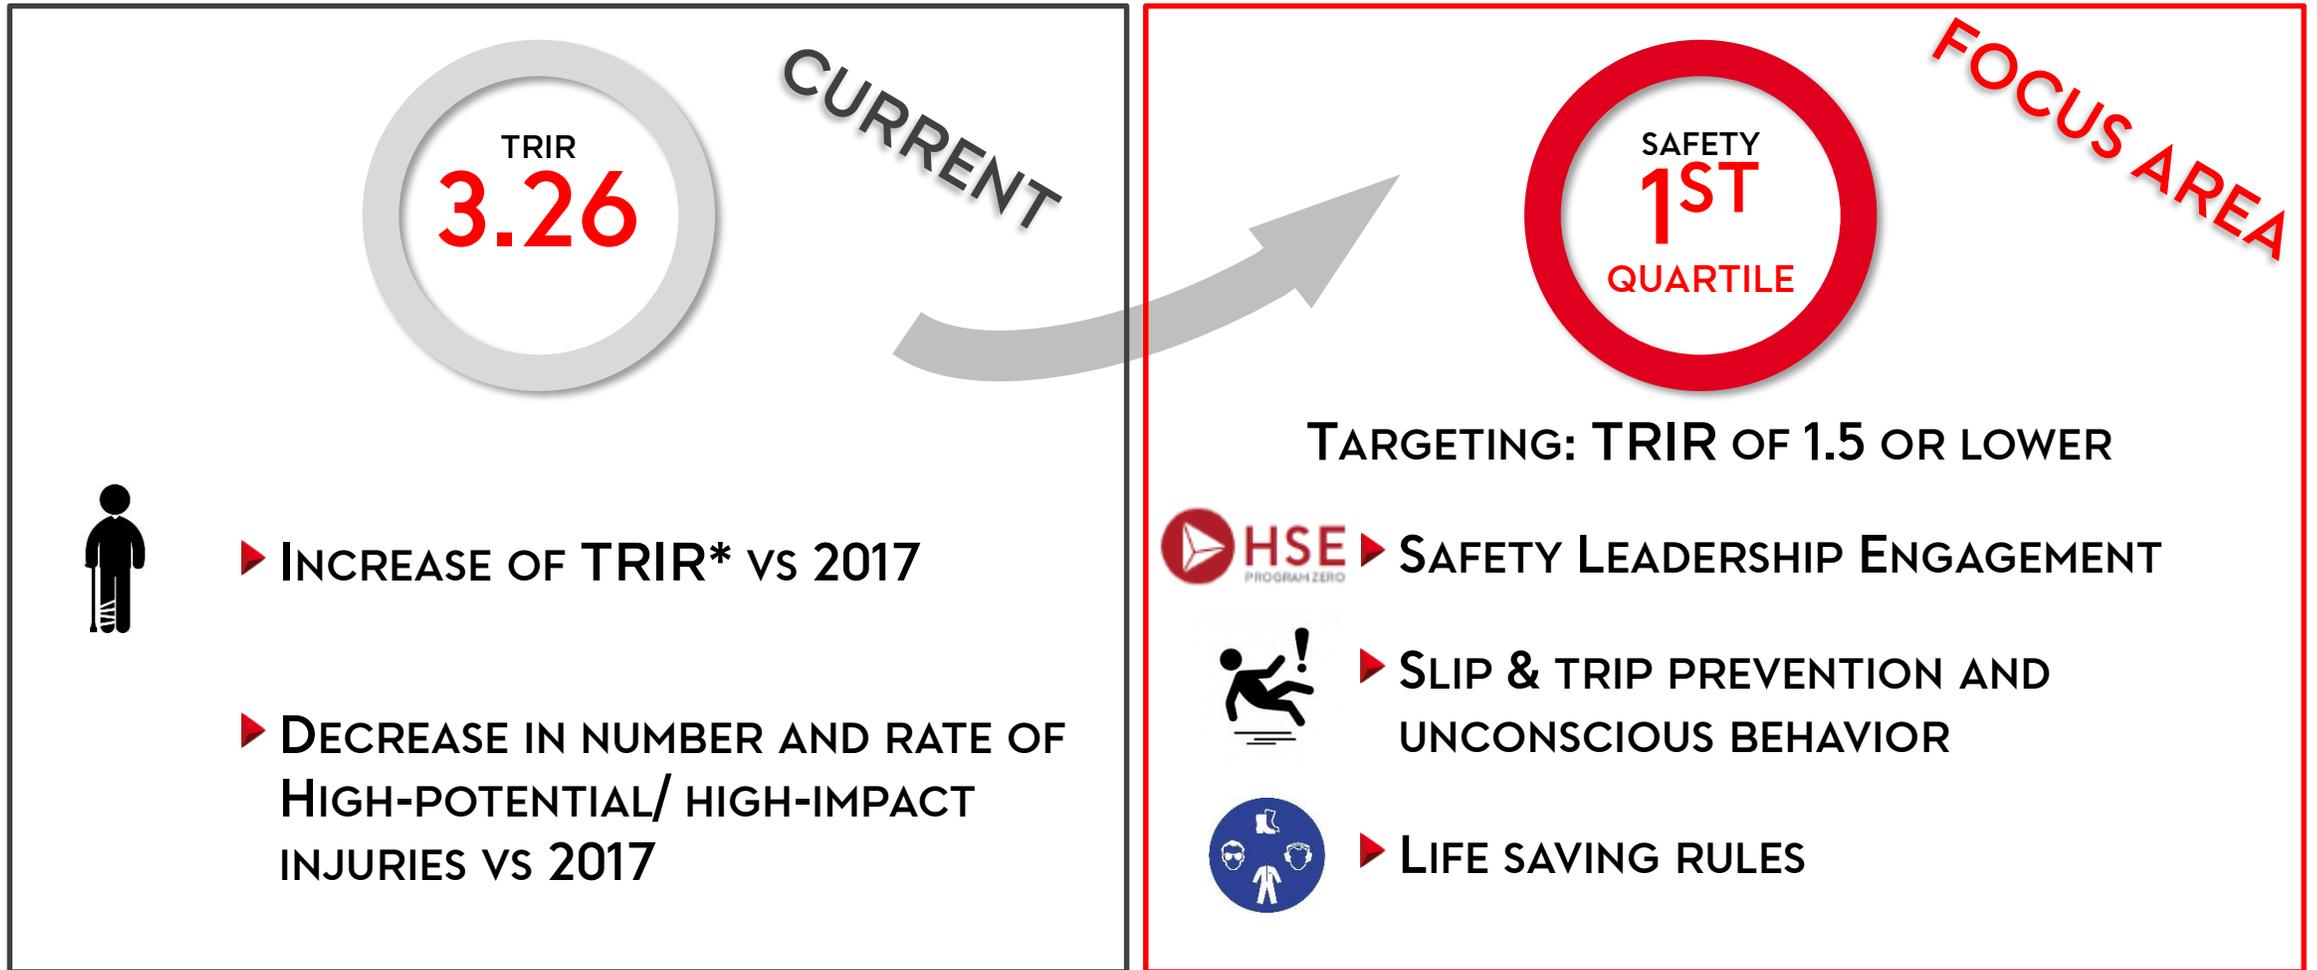 CURRENT
TRIR
3.26
INCREASE OF TRIR* VS 2017
DECREASE IN NUMBER AND RATE OF
HIGH-POTENTIAL/ HIGH-IMPACT
INJURIES VS 2017
FOCUS AREA
SAFETY
1ST
QUARTILE
TARGETING: TRIR OF 1.5 OR LOWER
HSE
PROGRAM ZERO
SAFETY LEADERSHIP ENGAGEMENT
!
SLIP & TRIP PREVENTION AND
UNCONSCIOUS BEHAVIOR
LIFE SAVING RULES